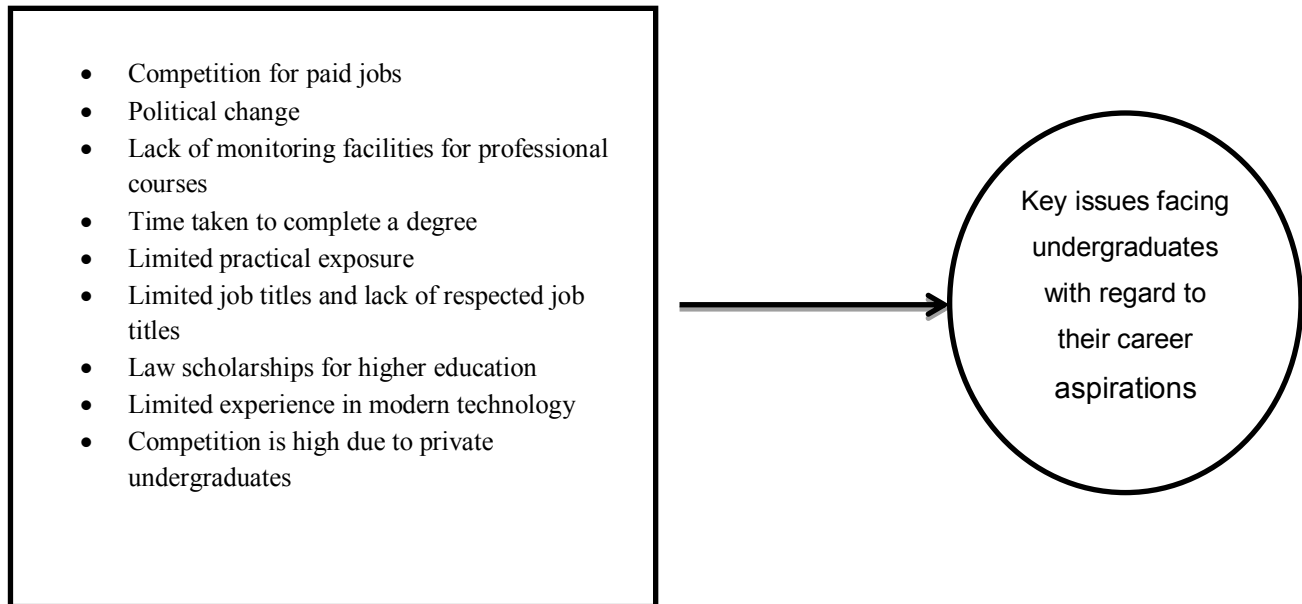 • Competition for paid jobs
• Political change
• Lack of monitoring facilities for professional
courses
• Time taken to complete a degree
• Limited practical exposure
• Limited job titles and lack of respected job
titles
• Law scholarships for higher education
• Limited experience in modern technology
• Competition is high due to private
undergraduates
Key issues facing
undergraduates
with regard to
their career
aspirations